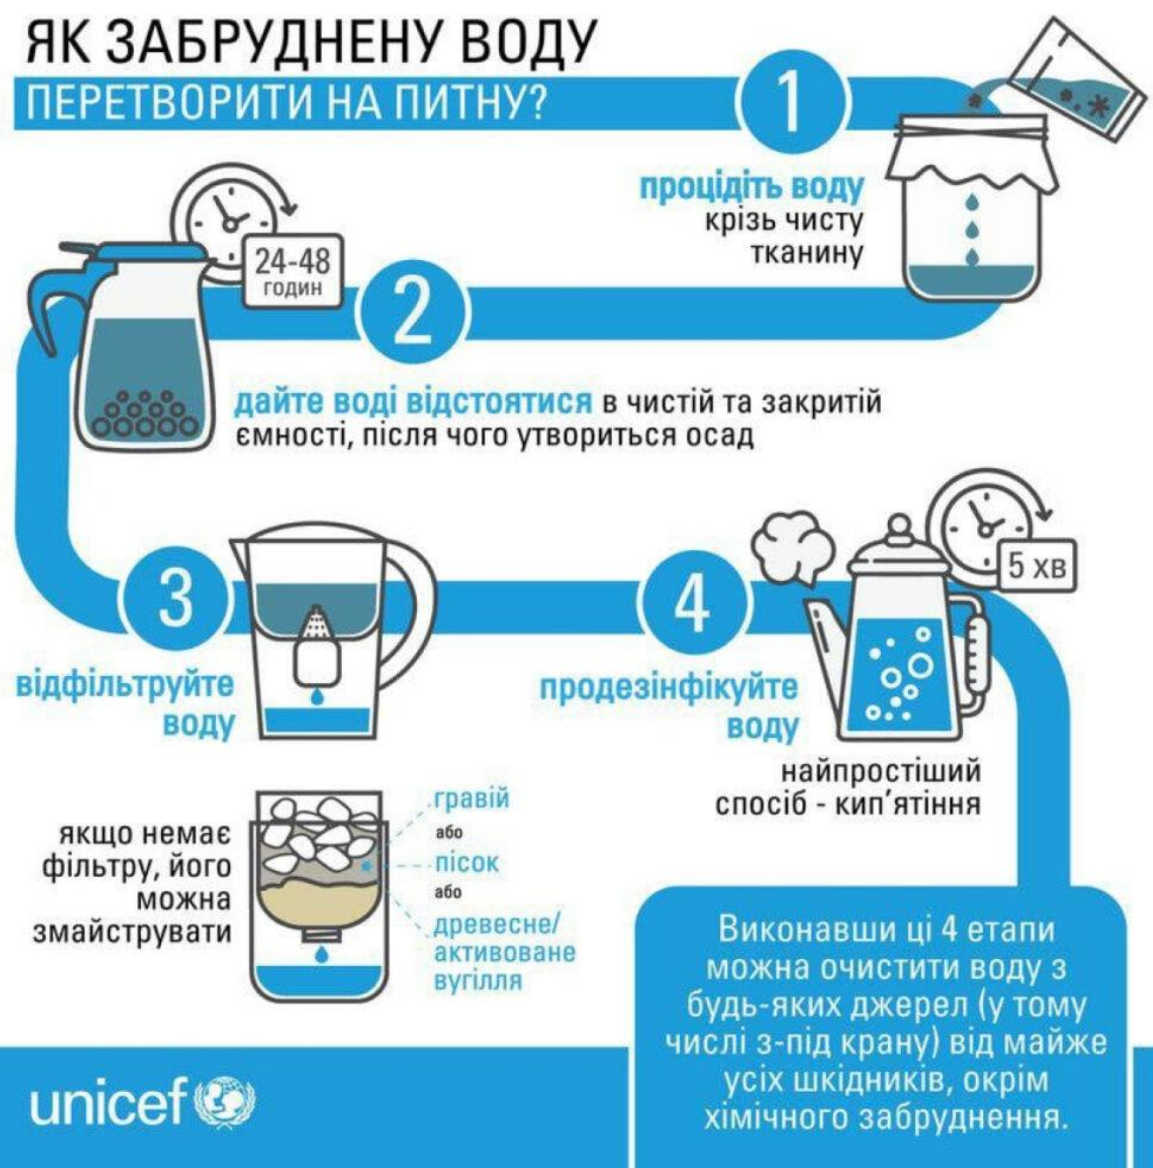 ЯК ЗАБРУДНЕНУ ВОДУ
ПЕРЕТВОРИТИ НА ПИТНУ?
1
процідіть воду
крізь чисту
тканину
24-48
годин
2
дайте воді відстоятися в чистій та закритій
ємності, після чого утвориться осад
3
відфільтруйте
воду
4
5 хв
продезінфікуйте
воду
найпростіший
спосіб - кип’ятіння
якщо немає
фільтру, його
можна
змайструвати
гравій
або
пісок
або
древесне/
активоване
вугілля
Виконавши ці 4 етапи
можна очистити воду з
будь-яких джерел (у тому
числі з-під крану) від майже
усіх шкідників, окрім
хімічного забруднення.
unicef